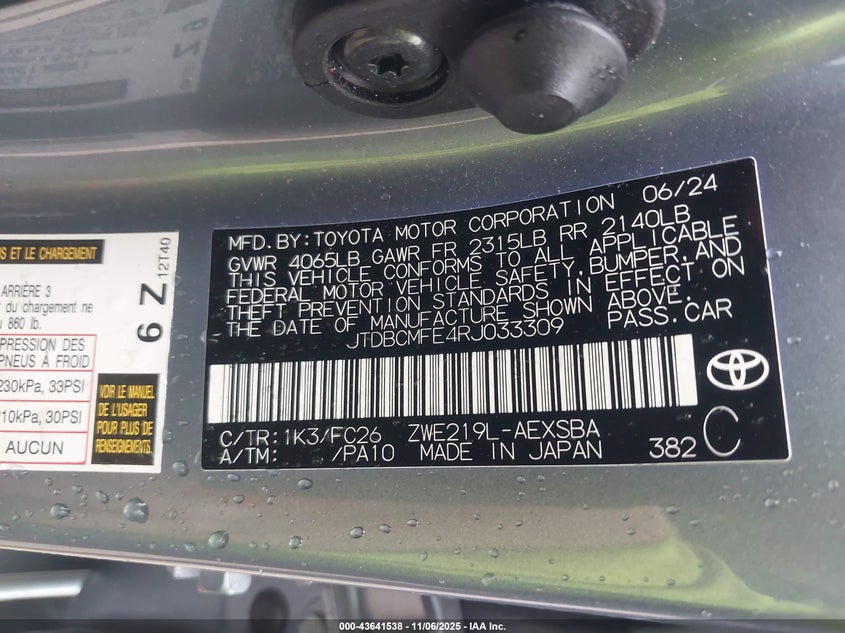 MFD. BY: TOYOTA MOTOR CORPORATION 06/24
GVWR 4065LB GAWR FR 2315LB RR 2140LB
THIS VEHICLE CONFORMS TO ALL APPLICABLE
FEDERAL MOTOR VEHICLE SAFETY, BUMPER, AND
THEFT PREVENTION STANDARDS IN EFFECT ON
THE DATE OF MANUFACTURE SHOWN ABOVE.
JTDBCMFE4RJ033309 PASS. CAR
C/TR: 1K3/FC26 ZWE219L-AEXSBA
A/TM: /PA10 MADE IN JAPAN 382 C
ET LE CHARGEMENT
ARRIÈRE 3
du chargement ne
860 lb.
PRESSION DES
PNEUS À FROID
230kPa, 33PSI
210kPa, 30PSI
AUCUN
VOIR LE MANUEL
DE L'USAGER
POUR PLUS DE
RENSEIGNEMENTS
6 Z
12T40
000-43641538 - 11/06/2025 - IAA Inc.